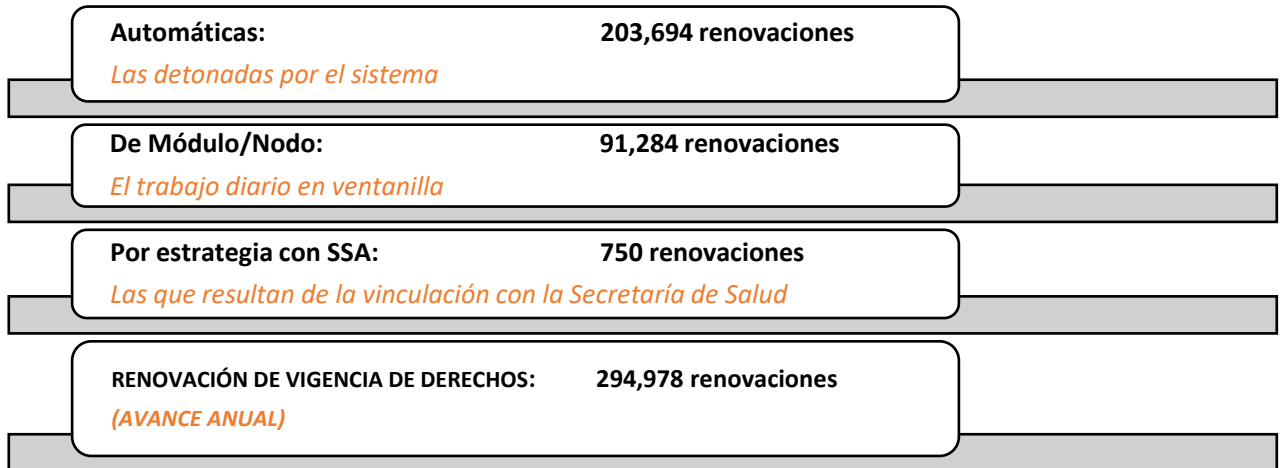 Automáticas: 203,694 renovaciones
Las detonadas por el sistema
De Módulo/Nodo: 91,284 renovaciones
El trabajo diario en ventanilla
Por estrategia con SSA: 750 renovaciones
Las que resultan de la vinculación con la Secretaría de Salud
RENOVACIÓN DE VIGENCIA DE DERECHOS: 294,978 renovaciones
(AVANCE ANUAL)